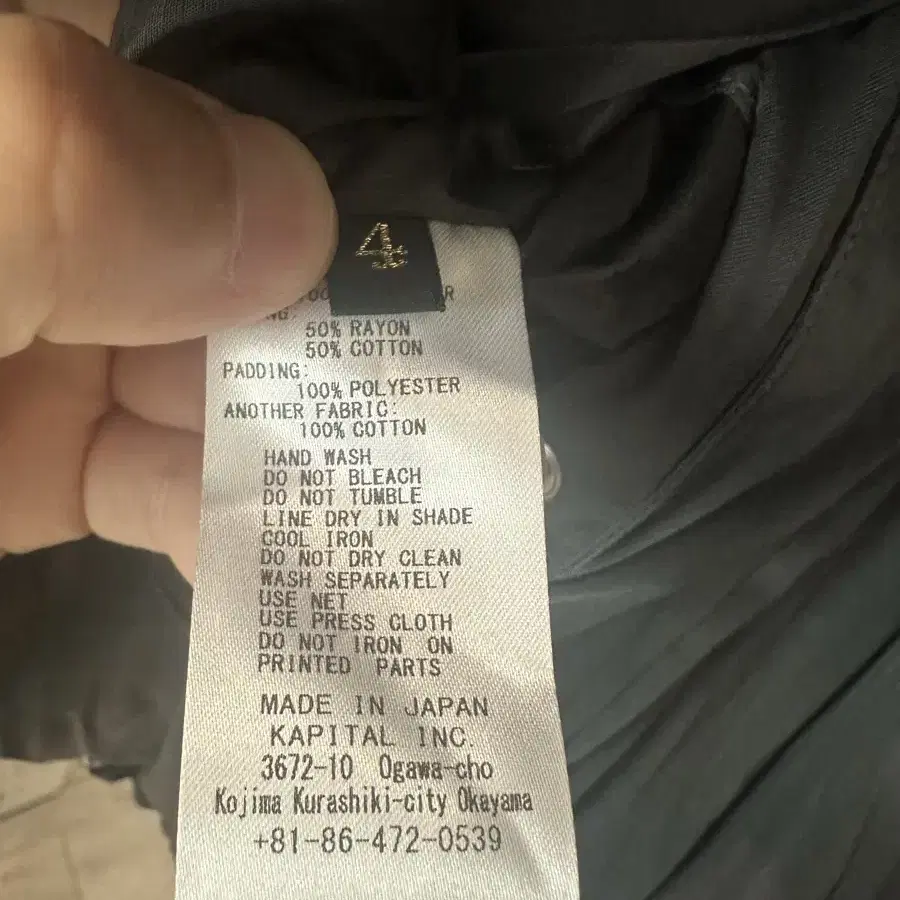 4
50% RAYON
50% COTTON
PADDING:
100% POLYESTER
ANOTHER FABRIC:
100% COTTON
HAND WASH
DO NOT BLEACH
DO NOT TUMBLE
LINE DRY IN SHADE
COOL IRON
DO NOT DRY CLEAN
WASH SEPARATELY
USE NET
USE PRESS CLOTH
DO NOT IRON ON
PRINTED PARTS
MADE IN JAPAN
KAPITAL INC.
3672-10 Ogawa-cho
Kojima Kurashiki-city Okayama
+81-86-472-0539